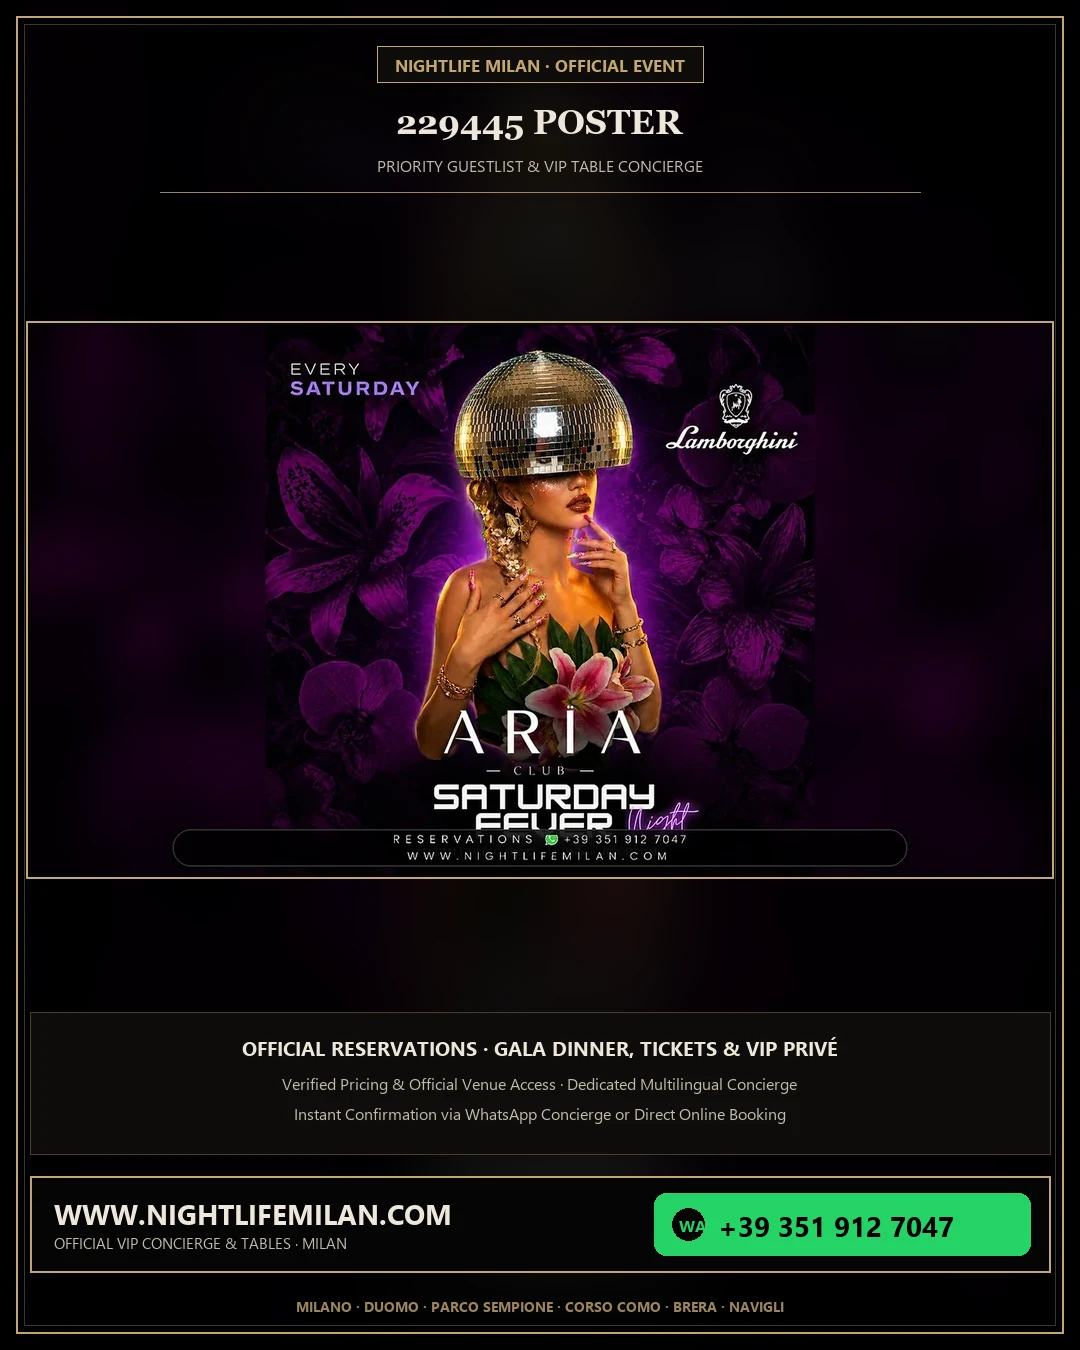 NIGHTLIFE MILAN · OFFICIAL EVENT
229445 POSTER
PRIORITY GUESTLIST & VIP TABLE CONCIERGE
EVERY
SATURDAY
Lamborghini
ARÏA
— CLUB —
SATURDAY
FEVER Night
RESERVATIONS +39 351 912 7047
WWW.NIGHTLIFEMILAN.COM
OFFICIAL RESERVATIONS · GALA DINNER, TICKETS & VIP PRIVÉ
Verified Pricing & Official Venue Access · Dedicated Multilingual Concierge
Instant Confirmation via WhatsApp Concierge or Direct Online Booking
WWW.NIGHTLIFEMILAN.COM
OFFICIAL VIP CONCIERGE & TABLES · MILAN
WA +39 351 912 7047
MILANO · DUOMO · PARCO SEMPIONE · CORSO COMO · BRERA · NAVIGLI